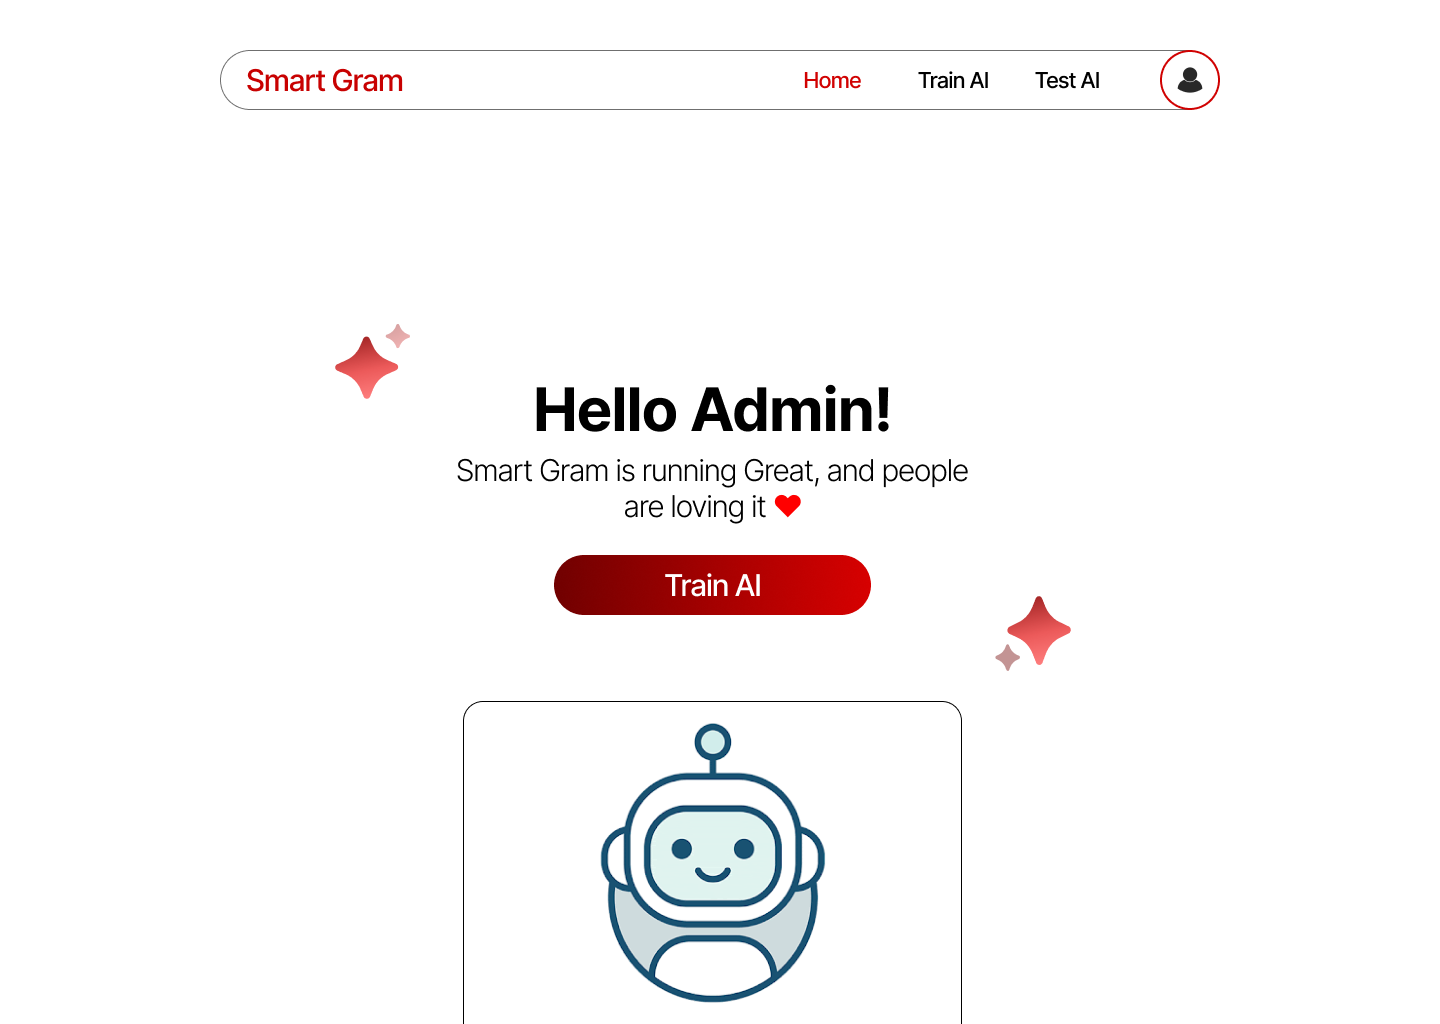 Smart Gram
Home
Train AI
Test AI
Hello Admin!
Smart Gram is running Great, and people
are loving it ❤
Train AI